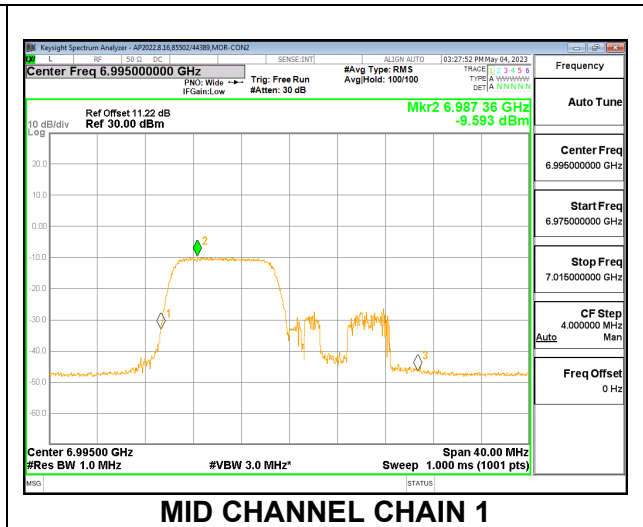 Keysight Spectrum Analyzer - AP2022.8.16,85502/44389,MOR-CON2
L RF 50 Ω DC SENSE:INT ALIGN AUTO 03:27:52 PM May 04, 2023
Center Freq 6.995000000 GHz
PNO: Wide
IFGain:Low
Trig: Free Run
#Atten: 30 dB
#Avg Type: RMS
Avg|Hold: 100/100
TRACE 1 2 3 4 5 6
TYPE A WWWWW
DET A N N N N N
Frequency
Mkr2 6.987 36 GHz
-9.593 dBm
Ref Offset 11.22 dB
10 dB/div Ref 30.00 dBm
Log
20.0
10.0
0.00
-10.0
-20.0
-30.0
-40.0
-50.0
-60.0
1
2
3
Auto Tune
Center Freq
6.995000000 GHz
Start Freq
6.975000000 GHz
Stop Freq
7.015000000 GHz
CF Step
4.000000 MHz
Auto Man
Freq Offset
0 Hz
Center 6.99500 GHz Span 40.00 MHz
#Res BW 1.0 MHz #VBW 3.0 MHz* Sweep 1.000 ms (1001 pts)
MSG STATUS
MID CHANNEL CHAIN 1